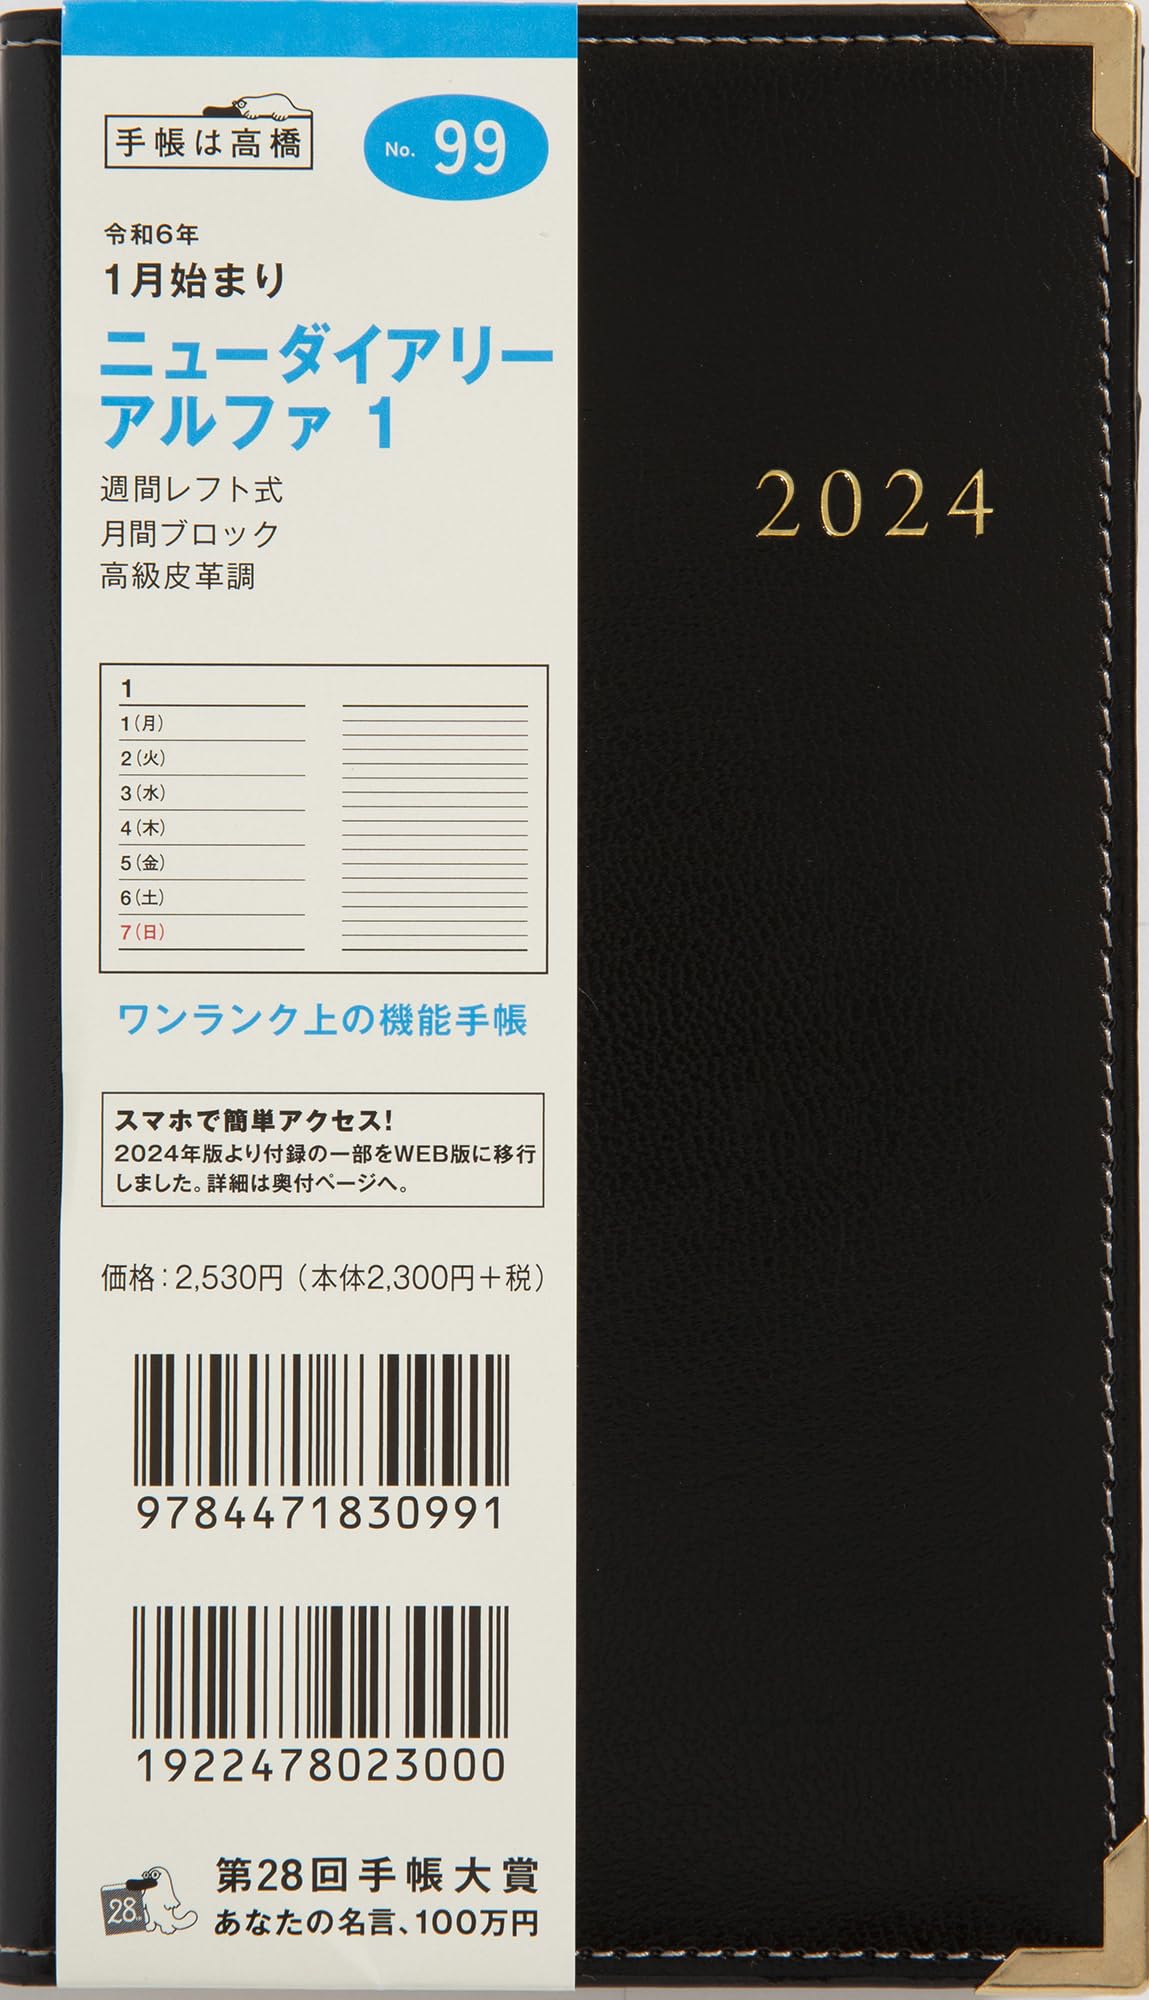 手帳は高橋
No. 99
令和6年
1月始まり
ニューダイアリー
アルファ 1
週間レフト式
月間ブロック
高級皮革調
1
1(月)
2(火)
3(水)
4(木)
5(金)
6(土)
7(日)
ワンランク上の機能手帳
スマホで簡単アクセス!
2024年版より付録の一部をWEB版に移行
しました。詳細は奥付ページへ。
価格:2,530円(本体2,300円+税)
9784471830991
1922478023000
28
第28回手帳大賞
あなたの名言、100万円
2024